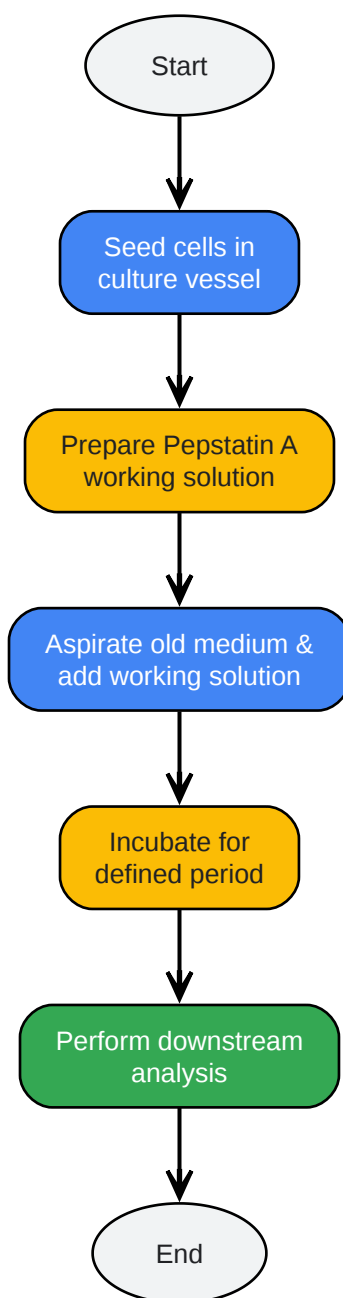 Start
Seed cells in
culture vessel
Prepare Pepstatin A
working solution
Aspirate old medium &
add working solution
Incubate for
defined period
Perform downstream
analysis
End